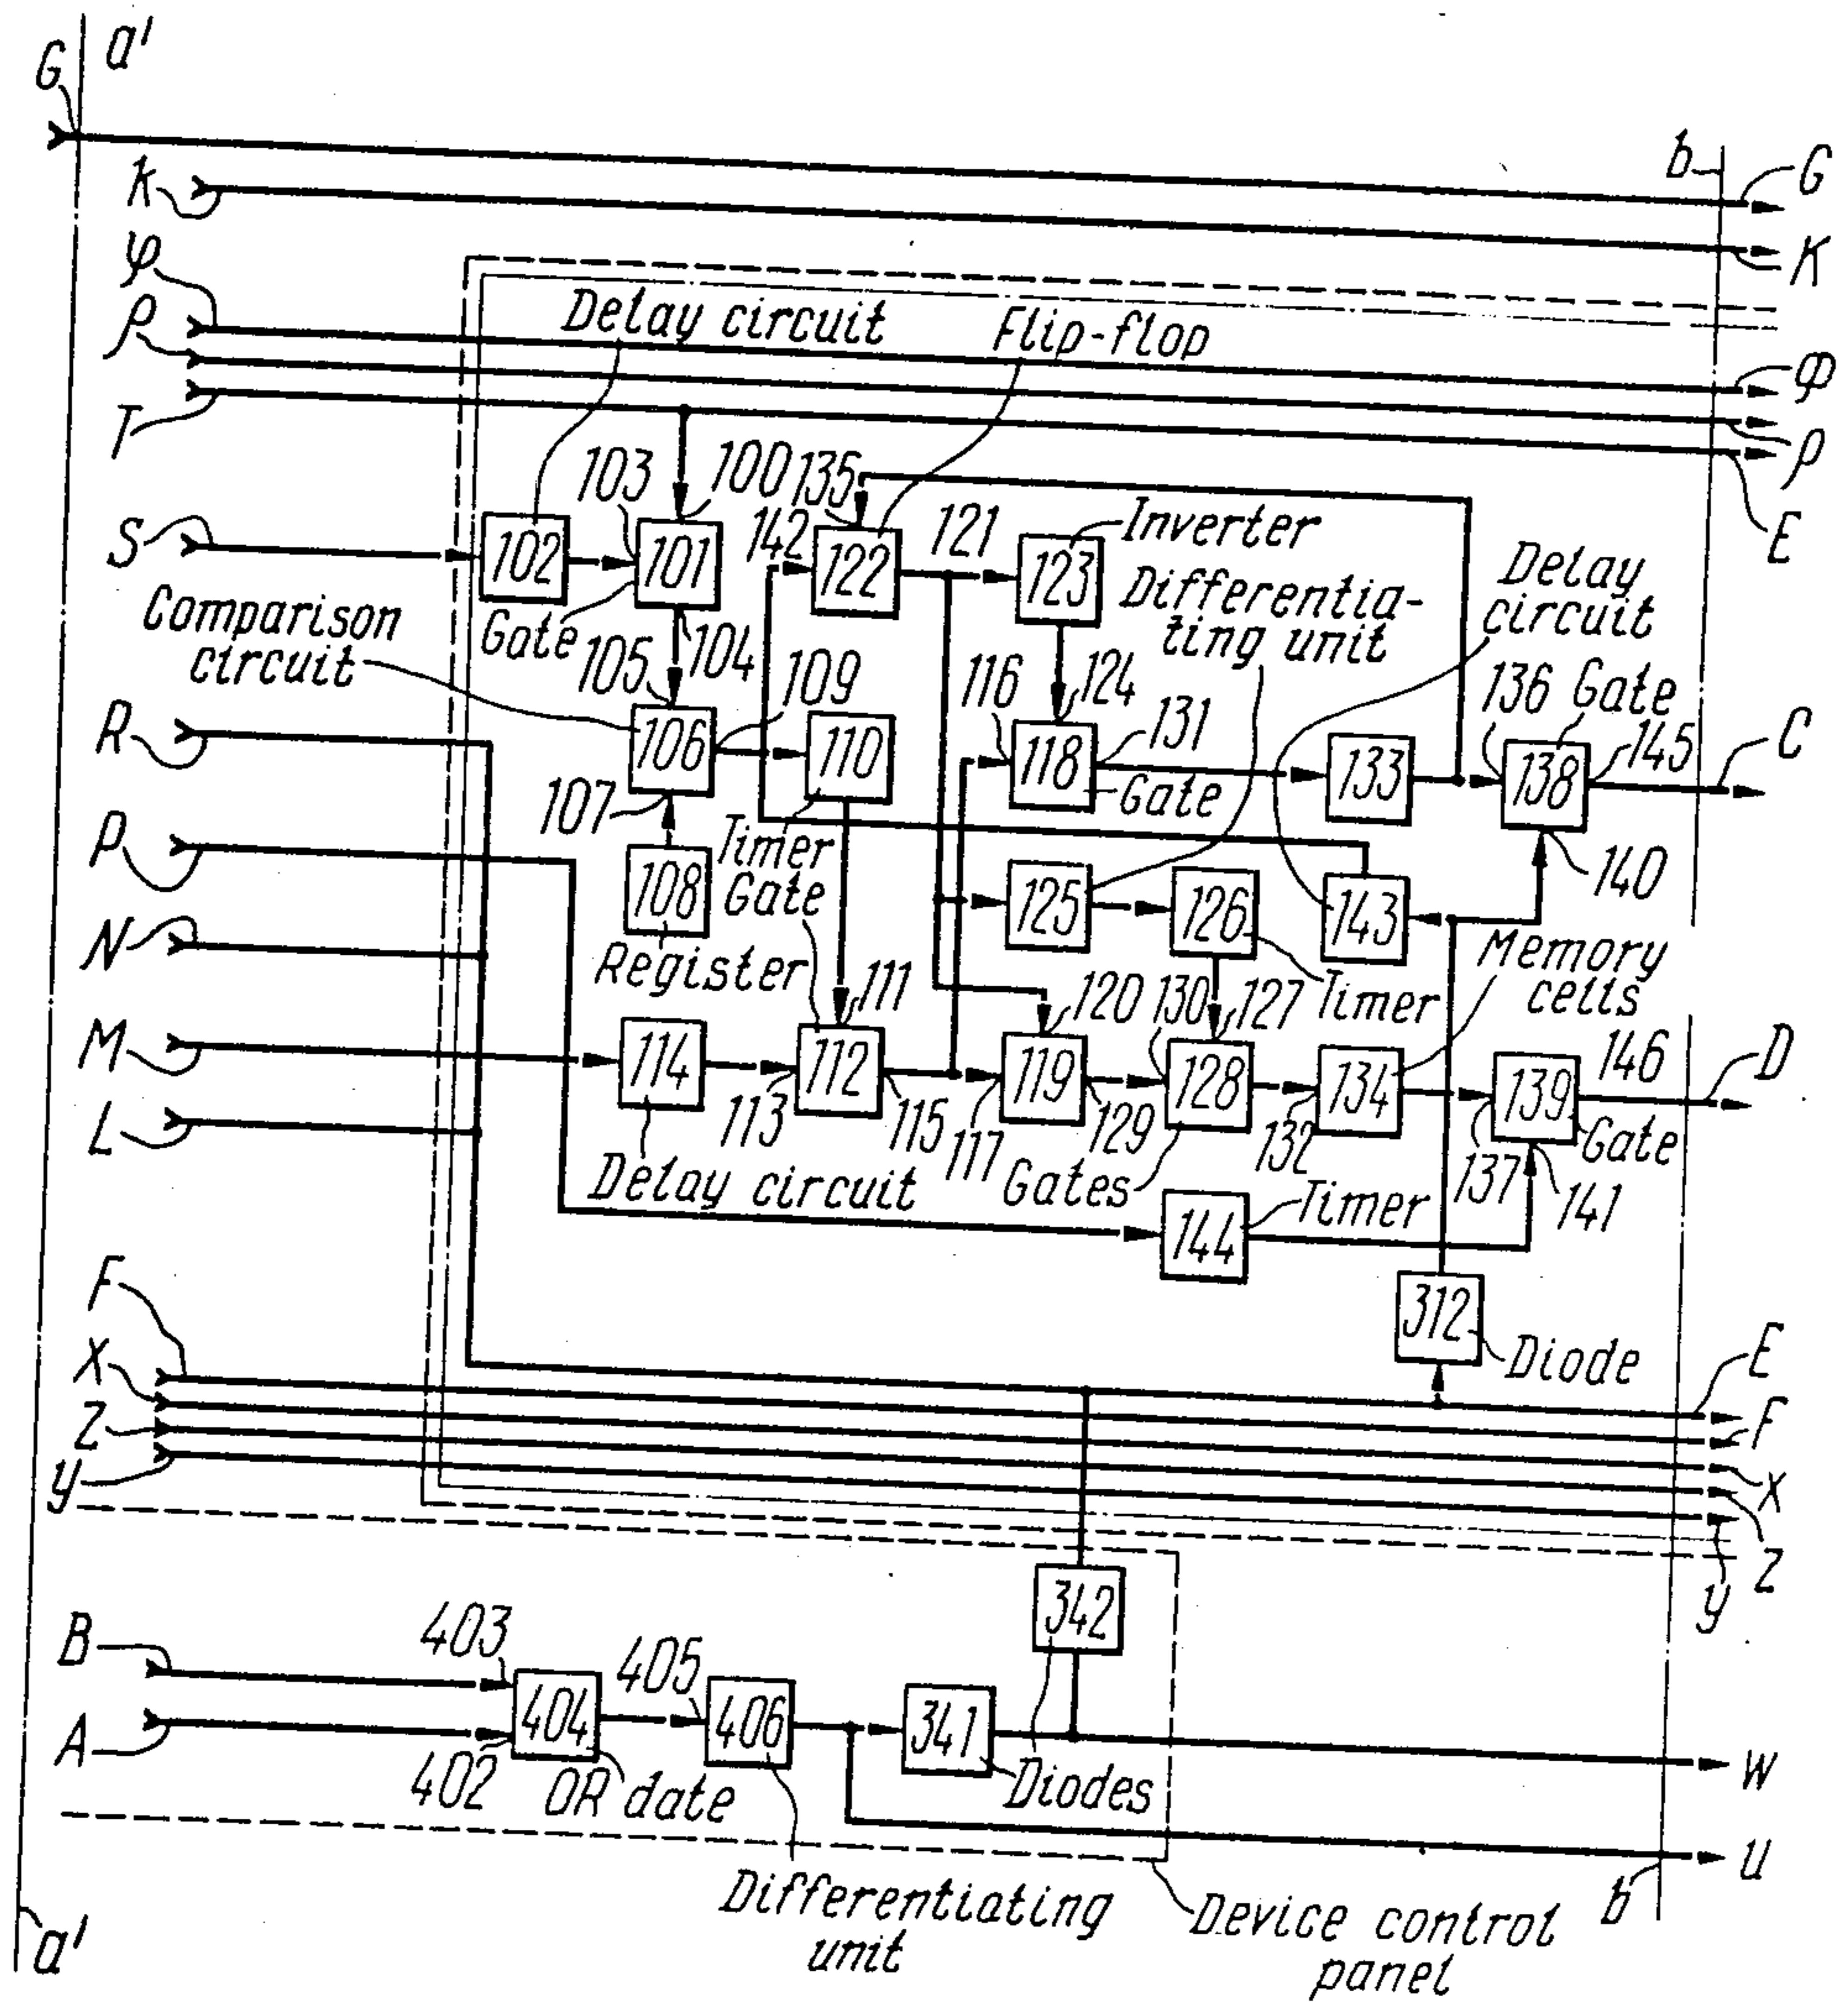 a'
G
b
G
K
K
φ
Delay circuit
Flip-flop
ρ
φ
T
ρ
103
100
135
E
S
142
121
Inverter
102
101
122
123
Delay
circuit
Comparison
circuit
Gate
104
Differentia-
ting unit
105
109
116
124
136
Gate
R
106
110
131
145
C
118
133
138
107
Timer
Gate
P
108
Gate
140
125
126
143
N
Register
Memory
cells
111
120
130
127
Timer
M
114
112
119
128
134
139
146
D
113
115
117
129
132
137
Gate
L
Delay circuit
Gates
141
144
Timer
F
312
E
X
Diode
F
Z
X
y
Z
342
y
B
403
405
404
406
341
A
402
OR date
Diodes
W
U
Differentiating
unit
Device control
panel
b
a'